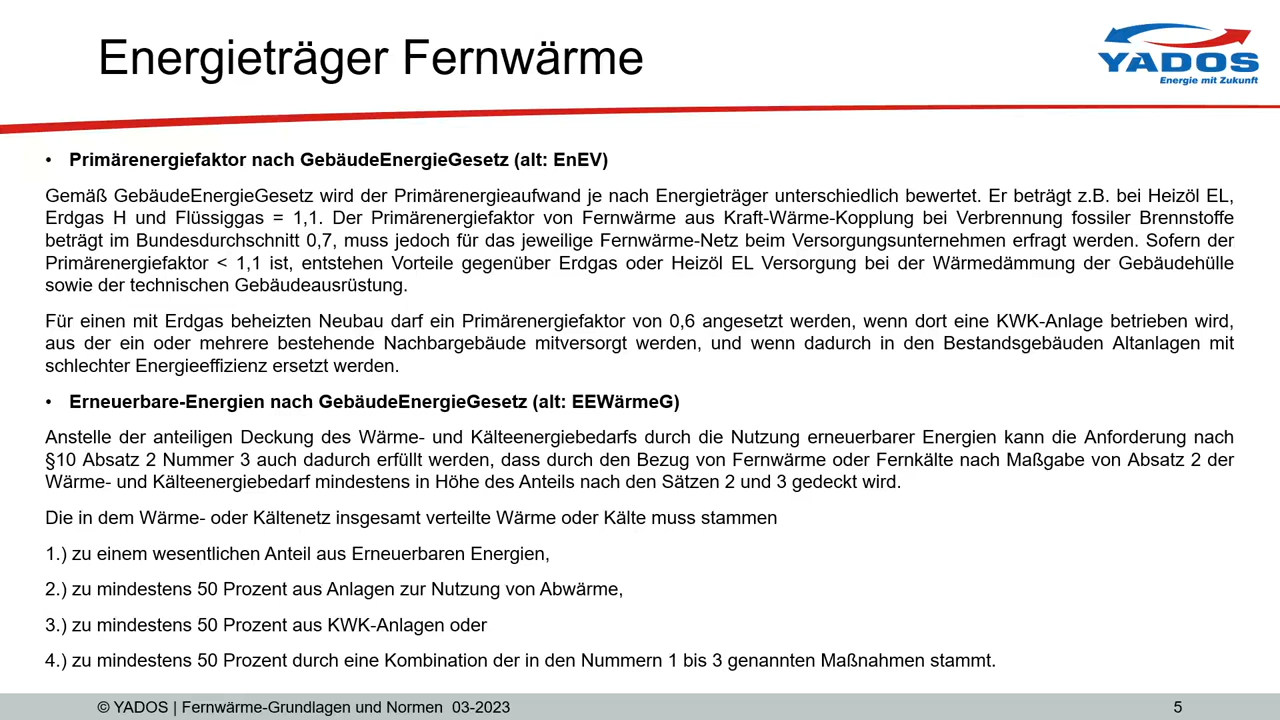 Energieträger Fernwärme
YADOS
Energie mit Zukunft
• Primärenergiefaktor nach GebäudeEnergieGesetz (alt: EnEV)
Gemäß GebäudeEnergieGesetz wird der Primärenergieaufwand je nach Energieträger unterschiedlich bewertet. Er beträgt z.B. bei Heizöl EL,
Erdgas H und Flüssiggas = 1,1. Der Primärenergiefaktor von Fernwärme aus Kraft-Wärme-Kopplung bei Verbrennung fossiler Brennstoffe
beträgt im Bundesdurchschnitt 0,7, muss jedoch für das jeweilige Fernwärme-Netz beim Versorgungsunternehmen erfragt werden. Sofern der
Primärenergiefaktor < 1,1 ist, entstehen Vorteile gegenüber Erdgas oder Heizöl EL Versorgung bei der Wärmedämmung der Gebäudehülle
sowie der technischen Gebäudeausrüstung.
Für einen mit Erdgas beheizten Neubau darf ein Primärenergiefaktor von 0,6 angesetzt werden, wenn dort eine KWK-Anlage betrieben wird,
aus der ein oder mehrere bestehende Nachbargebäude mitversorgt werden, und wenn dadurch in den Bestandsgebäuden Altanlagen mit
schlechter Energieeffizienz ersetzt werden.
• Erneuerbare-Energien nach GebäudeEnergieGesetz (alt: EEWärmeG)
Anstelle der anteiligen Deckung des Wärme- und Kälteenergiebedarfs durch die Nutzung erneuerbarer Energien kann die Anforderung nach
§10 Absatz 2 Nummer 3 auch dadurch erfüllt werden, dass durch den Bezug von Fernwärme oder Fernkälte nach Maßgabe von Absatz 2 der
Wärme- und Kälteenergiebedarf mindestens in Höhe des Anteils nach den Sätzen 2 und 3 gedeckt wird.
Die in dem Wärme- oder Kältenetz insgesamt verteilte Wärme oder Kälte muss stammen
1.) zu einem wesentlichen Anteil aus Erneuerbaren Energien,
2.) zu mindestens 50 Prozent aus Anlagen zur Nutzung von Abwärme,
3.) zu mindestens 50 Prozent aus KWK-Anlagen oder
4.) zu mindestens 50 Prozent durch eine Kombination der in den Nummern 1 bis 3 genannten Maßnahmen stammt.
© YADOS | Fernwärme-Grundlagen und Normen 03-2023
5